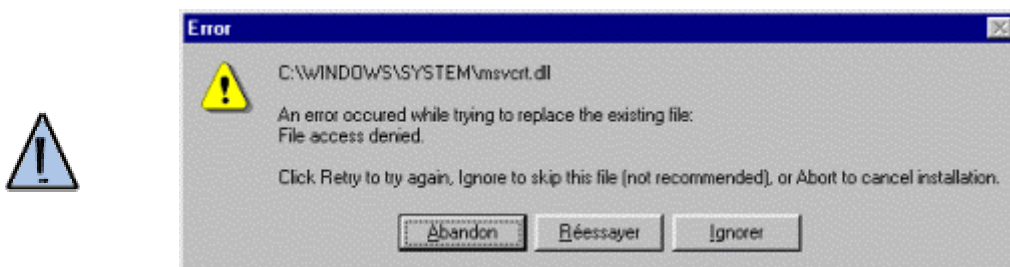 Error
C:\WINDOWS\SYSTEM\msvcrt.dll
An error occured while trying to replace the existing file:
File access denied.
Click Retry to try again, Ignore to skip this file (not recommended), or Abort to cancel installation.
Abandon Réessayer Ignorer